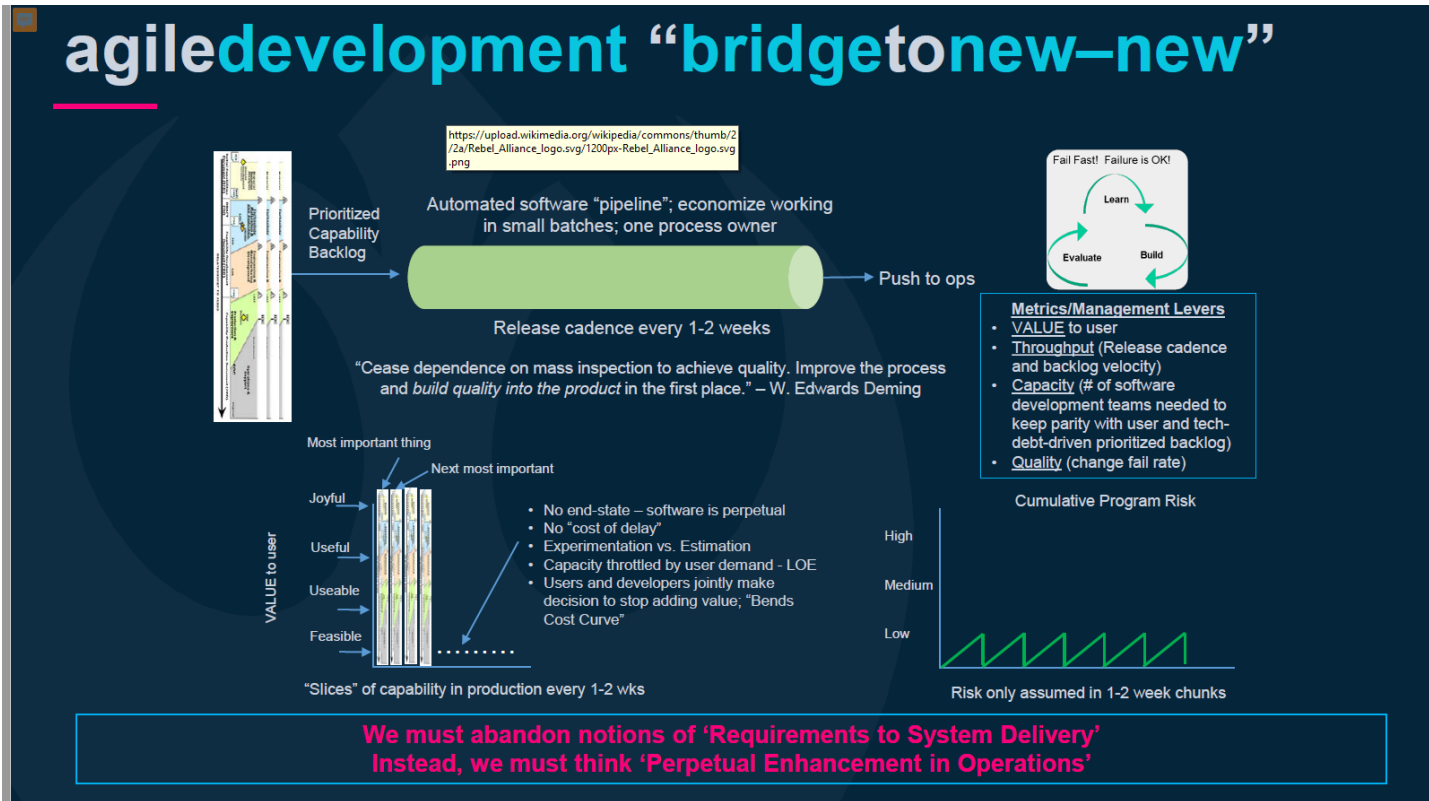 agiledevelopment “bridgetonew–new”
https://upload.wikimedia.org/wikipedia/commons/thumb/2
/2a/Rebel_Alliance_logo.svg/1200px-Rebel_Alliance_logo.svg
.png
Prioritized
Capability
Backlog
Automated software “pipeline”; economize working
in small batches; one process owner
Push to ops
Release cadence every 1-2 weeks
“Cease dependence on mass inspection to achieve quality. Improve the process
and build quality into the product in the first place.” – W. Edwards Deming
Fail Fast! Failure is OK!
Learn
Evaluate
Build
Metrics/Management Levers
• VALUE to user
• Throughput (Release cadence
and backlog velocity)
• Capacity (# of software
development teams needed to
keep parity with user and tech-
debt-driven prioritized backlog)
• Quality (change fail rate)
Most important thing
Next most important
VALUE to user
Joyful
Useful
Useable
Feasible
• No end-state – software is perpetual
• No “cost of delay”
• Experimentation vs. Estimation
• Capacity throttled by user demand - LOE
• Users and developers jointly make
decision to stop adding value; “Bends
Cost Curve”
“Slices” of capability in production every 1-2 wks
Cumulative Program Risk
High
Medium
Low
Risk only assumed in 1-2 week chunks
We must abandon notions of ‘Requirements to System Delivery’
Instead, we must think ‘Perpetual Enhancement in Operations’